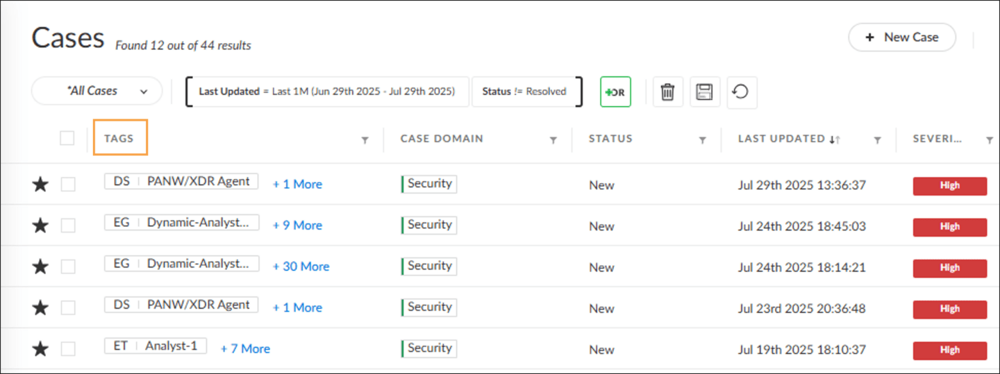 Cases Found 12 out of 44 results
+ New Case
*All Cases
Last Updated = Last 1M (Jun 29th 2025 - Jul 29th 2025) Status != Resolved
+OR
TAGS CASE DOMAIN STATUS LAST UPDATED SEVERI...
DS PANW/XDR Agent + 1 More Security New Jul 29th 2025 13:36:37 High
EG Dynamic-Analyst... + 9 More Security New Jul 24th 2025 18:45:03 High
EG Dynamic-Analyst... + 30 More Security New Jul 24th 2025 18:14:21 High
DS PANW/XDR Agent + 1 More Security New Jul 23rd 2025 20:36:48 High
ET Analyst-1 + 7 More Security New Jul 19th 2025 18:10:37 High